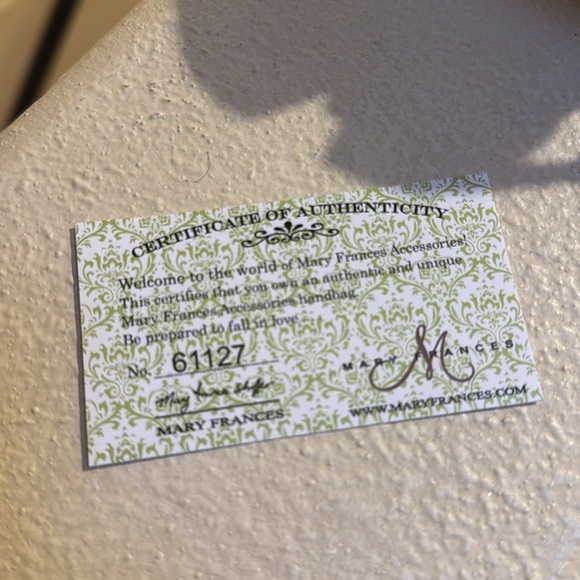 CERTIFICATE OF AUTHENTICITY
Welcome to the world of Mary Frances Accessories!
This certifies that you own an authentic and unique
Mary Frances Accessories handbag.
Be prepared to fall in love...
No. 61127
MARY FRANCES
MARY FRANCES
M
WWW.MARYFRANCES.COM